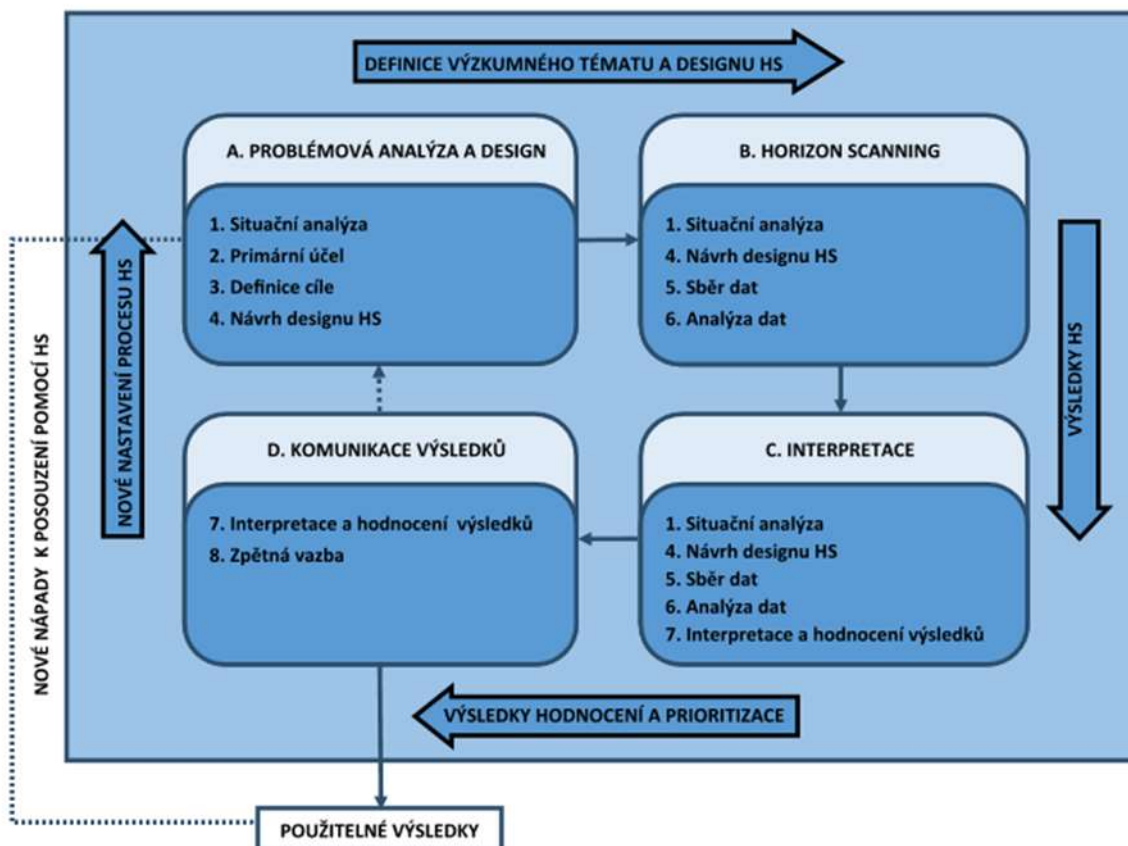 DEFINICE VÝZKUMNÉHO TÉMATU A DESIGNU HS
A. PROBLÉMOVÁ ANALÝZA A DESIGN
1. Situační analýza
2. Primární účel
3. Definice cíle
4. Návrh designu HS
B. HORIZON SCANNING
1. Situační analýza
4. Návrh designu HS
5. Sběr dat
6. Analýza dat
VÝSLEDKY HS
C. INTERPRETACE
1. Situační analýza
4. Návrh designu HS
5. Sběr dat
6. Analýza dat
7. Interpretace a hodnocení výsledků
VÝSLEDKY HODNOCENÍ A PRIORITIZACE
D. KOMUNIKACE VÝSLEDKŮ
7. Interpretace a hodnocení  výsledků
8. Zpětná vazba
NOVÉ NASTAVENÍ PROCESU HS
NOVÉ NÁPADY  K POSOUZENÍ POMOCÍ HS
POUŽITELNÉ VÝSLEDKY